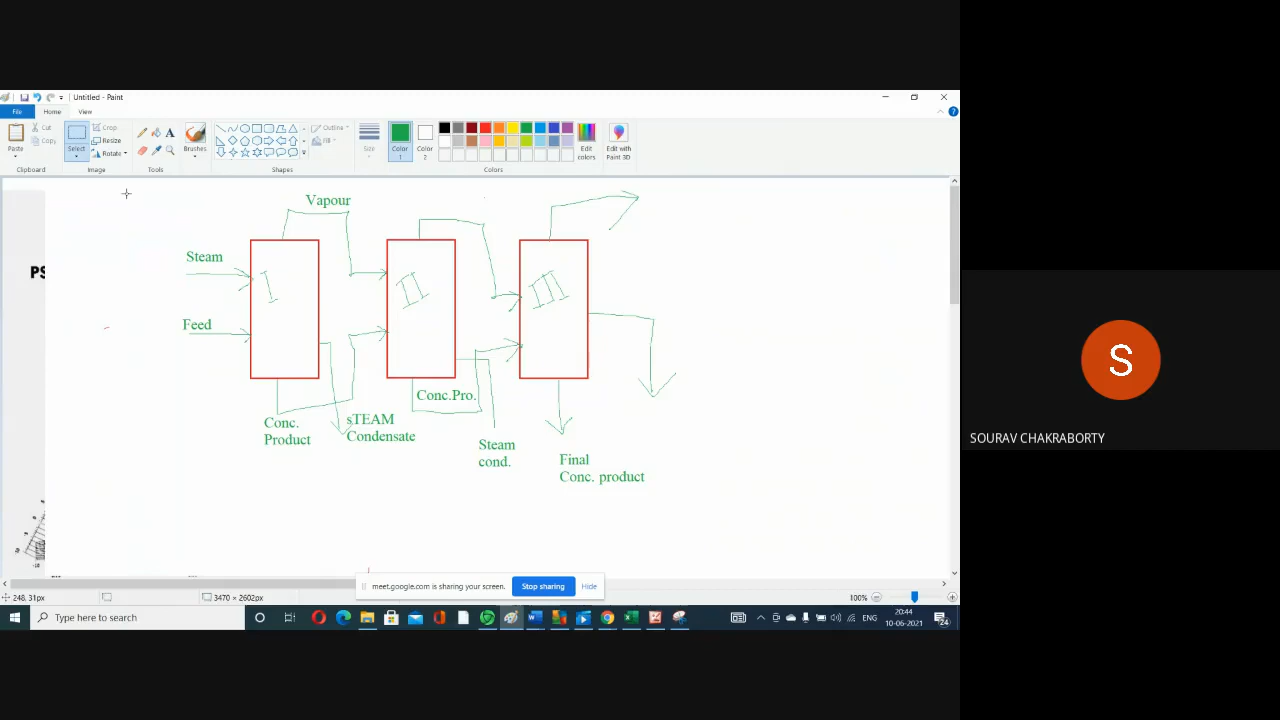 Untitled - Paint
File
Home
View
Paste
Cut
Copy
Clipboard
Select
Crop
Resize
Rotate
Image
Tools
Brushes
Outline
Fill
Shapes
Size
Color
1
Color
2
Edit
colors
Edit with
Paint 3D
Colors
Vapour
Steam
Feed
I
II
III
PS
Conc.
Product
sTEAM
Condensate
Conc.Pro.
Steam
cond.
Final
Conc. product
meet.google.com is sharing your screen.
Stop sharing
Hide
248, 31px
3470 × 2602px
100%
Type here to search
ENG
20:44
10-06-2021
24
S
SOURAV CHAKRABORTY